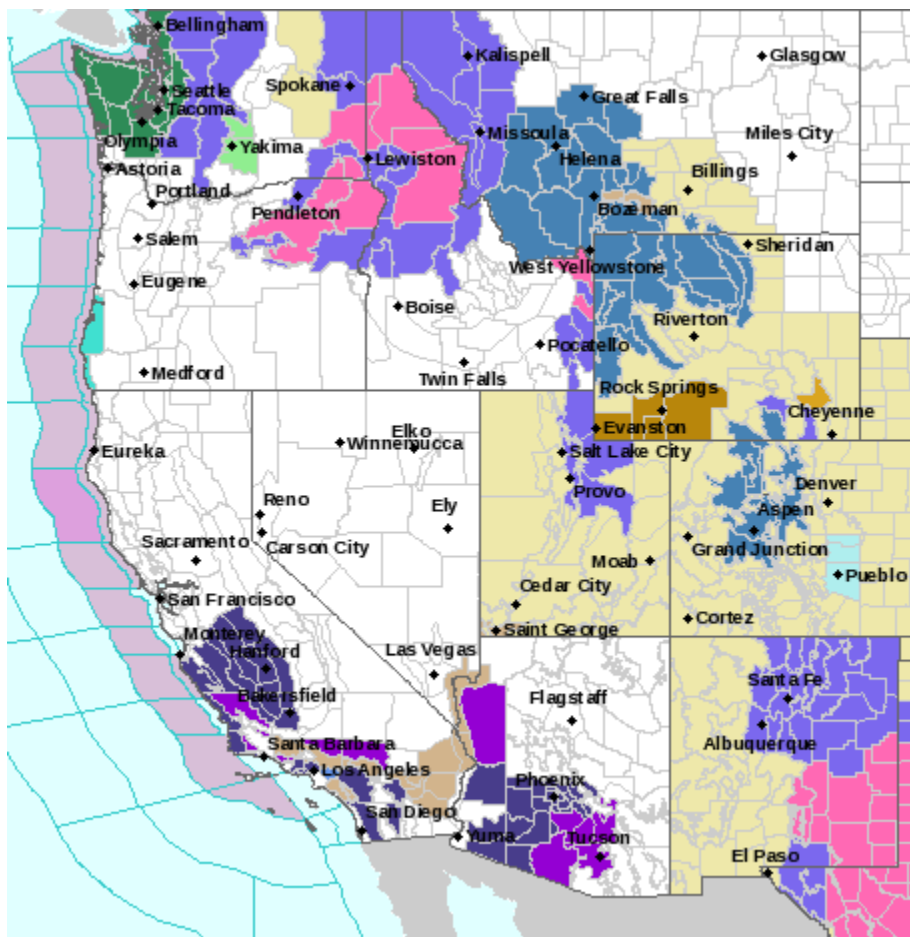 Bellingham
Kalispell
Glasgow
Spokane
Seattle
Great Falls
Tacoma
Olympia
Missoula
Miles City
Yakima
Helena
Astoria
Lewiston
Billings
Portland
Pendleton
Bozeman
Salem
Sheridan
West Yellowstone
Eugene
Boise
Riverton
Pocatello
Medford
Twin Falls
Rock Springs
Cheyenne
Elko
Evanston
Winnemucca
Eureka
Salt Lake City
Denver
Provo
Reno
Ely
Aspen
Sacramento
Carson City
Grand Junction
Moab
Pueblo
San Francisco
Cedar City
Cortez
Saint George
Monterey
Hanford
Las Vegas
Santa Fe
Bakersfield
Flagstaff
Albuquerque
Santa Barbara
Los Angeles
Phoenix
San Diego
Yuma
Tucson
El Paso